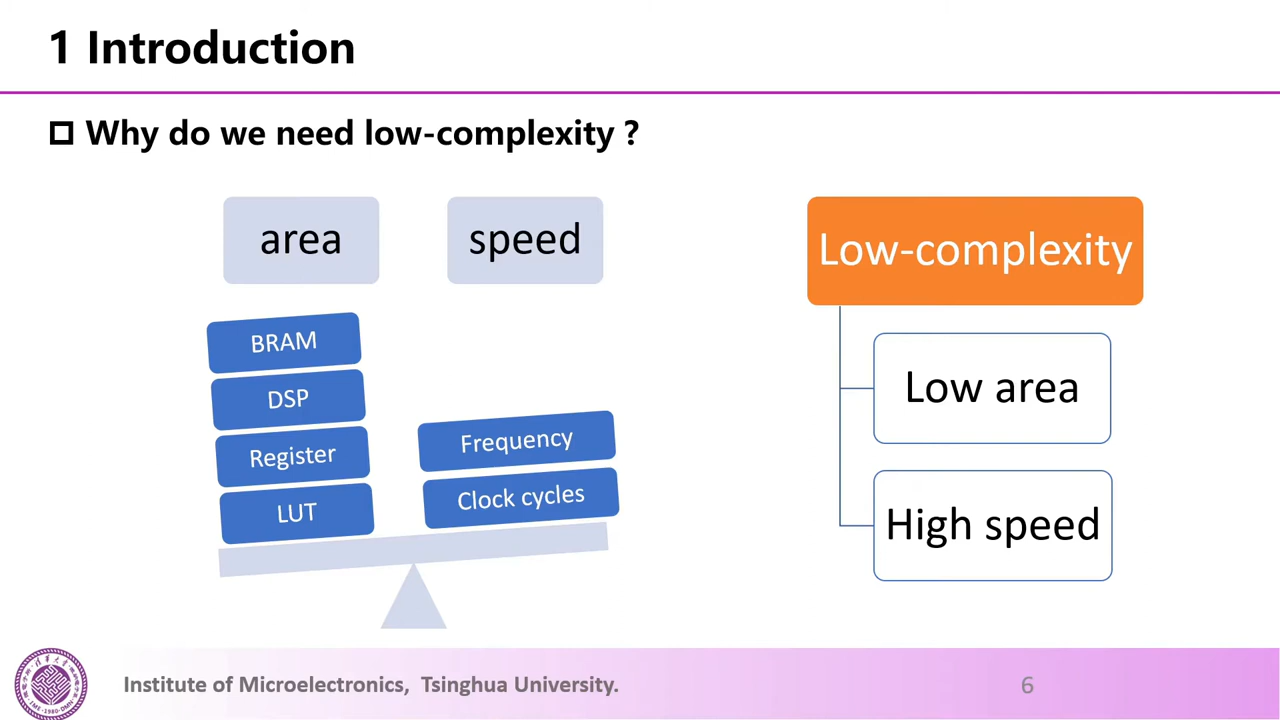 1 Introduction
Why do we need low-complexity ?
area
speed
BRAM
DSP
Register
LUT
Frequency
Clock cycles
Low-complexity
Low area
High speed
Institute of Microelectronics, Tsinghua University.
6